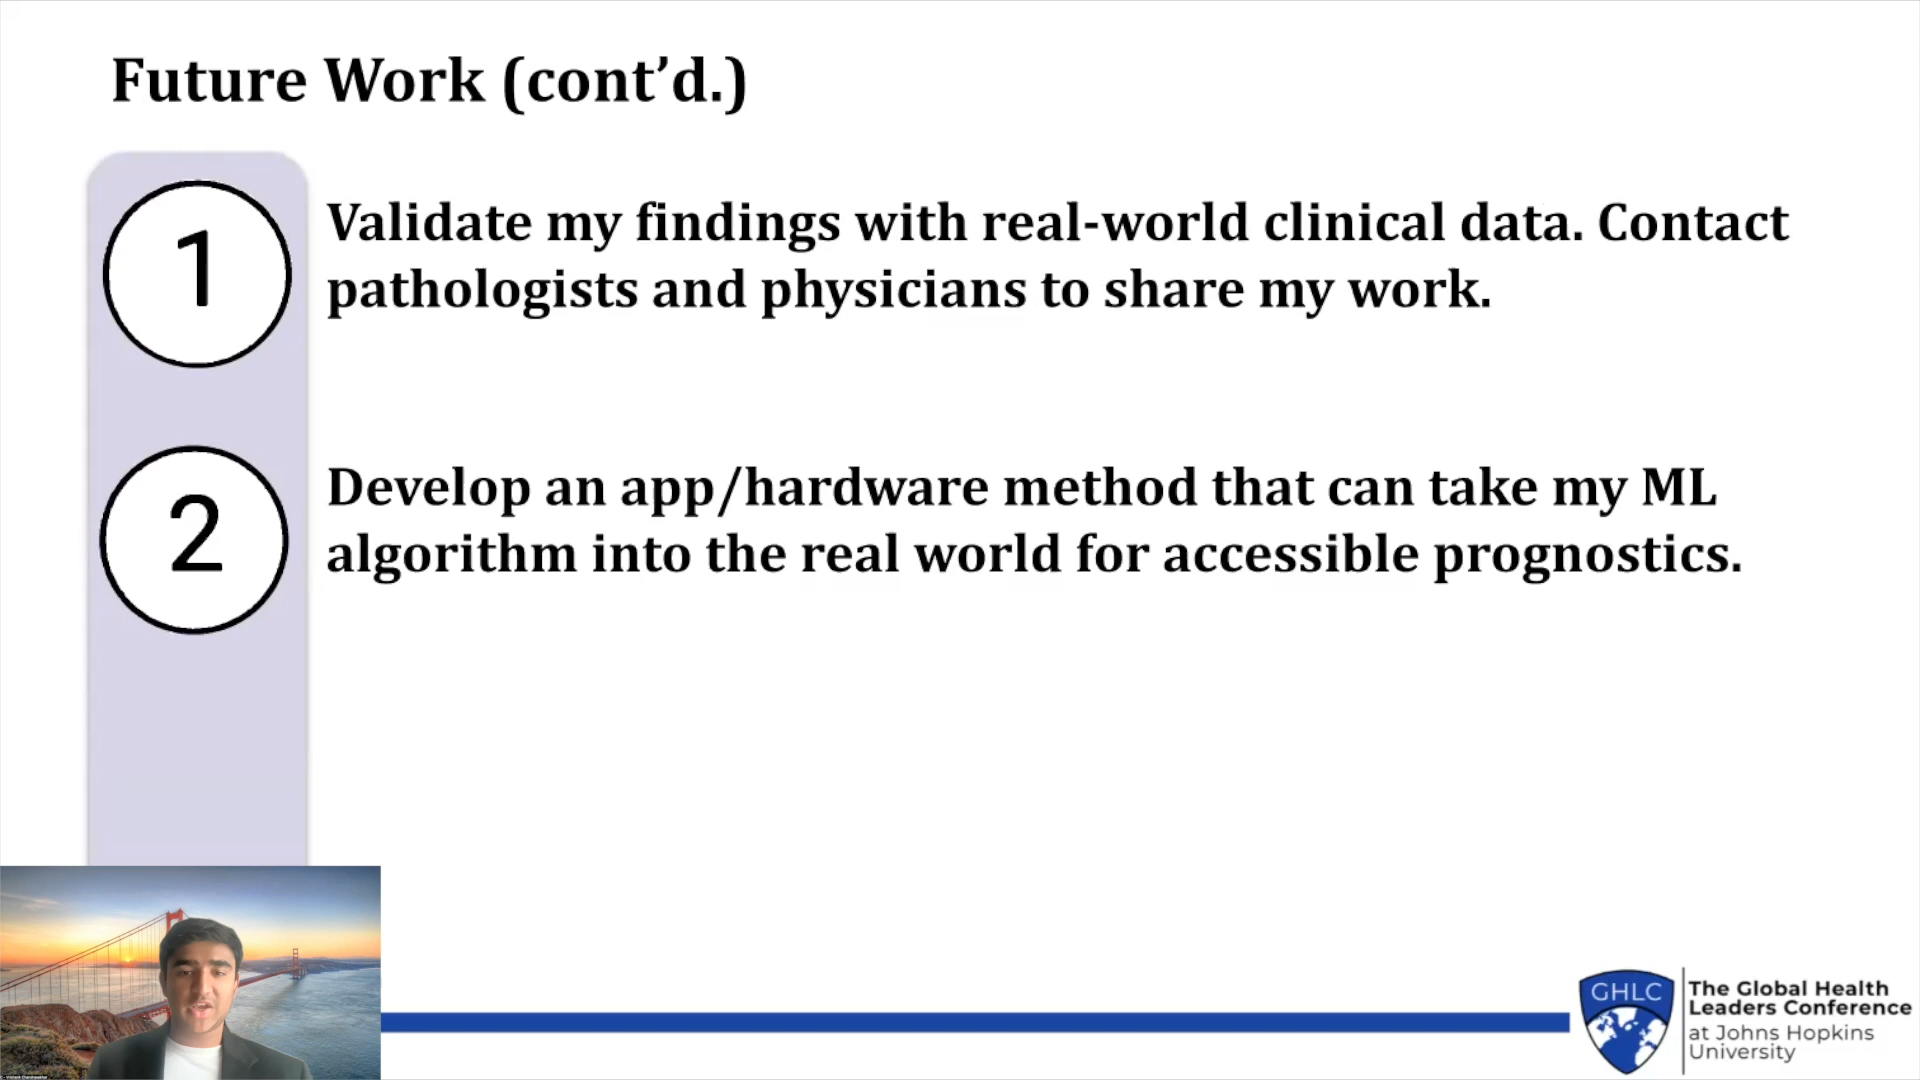 Future Work (cont’d.)
1
Validate my findings with real-world clinical data. Contact
pathologists and physicians to share my work.
2
Develop an app/hardware method that can take my ML
algorithm into the real world for accessible prognostics.
GHLC
The Global Health
Leaders Conference
at Johns Hopkins
University